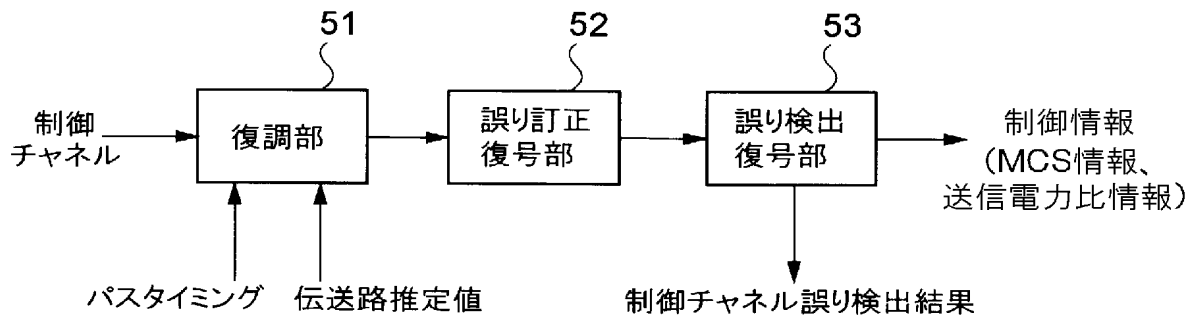 51
52
53
制御
チャネル
復調部
誤り訂正
復号部
誤り検出
復号部
制御情報
(MCS情報、
送信電力比情報)
パスタイミング
伝送路推定値
制御チャネル誤り検出結果